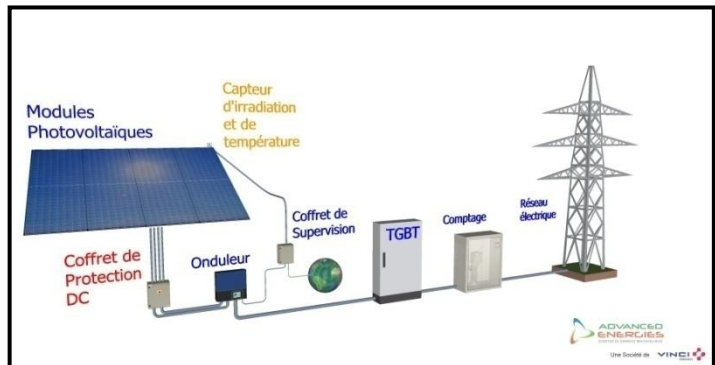 Modules
Photovoltaïques
Capteur
d'irradiation
et de
température
Coffret de
Protection
DC
Onduleur
Coffret de
Supervision
TGBT
Comptage
Réseau
électrique
ADVANCED
ENERGIES
Une Société de VINCI